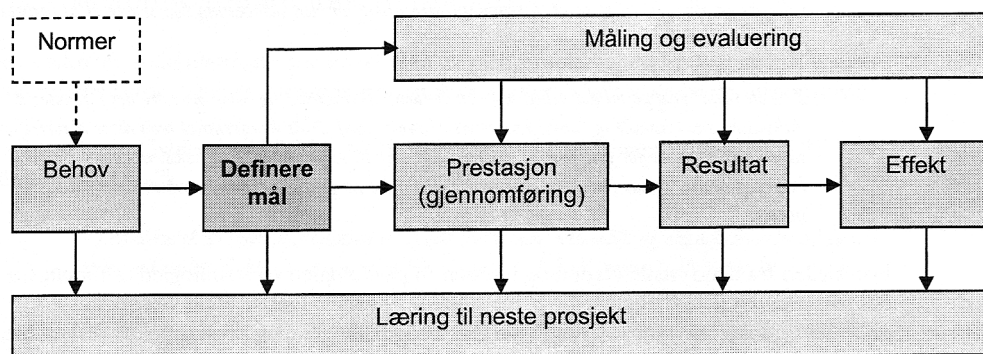 Normer
Måling og evaluering
Behov
Definere
mål
Prestasjon
(gjennomføring)
Resultat
Effekt
Læring til neste prosjekt